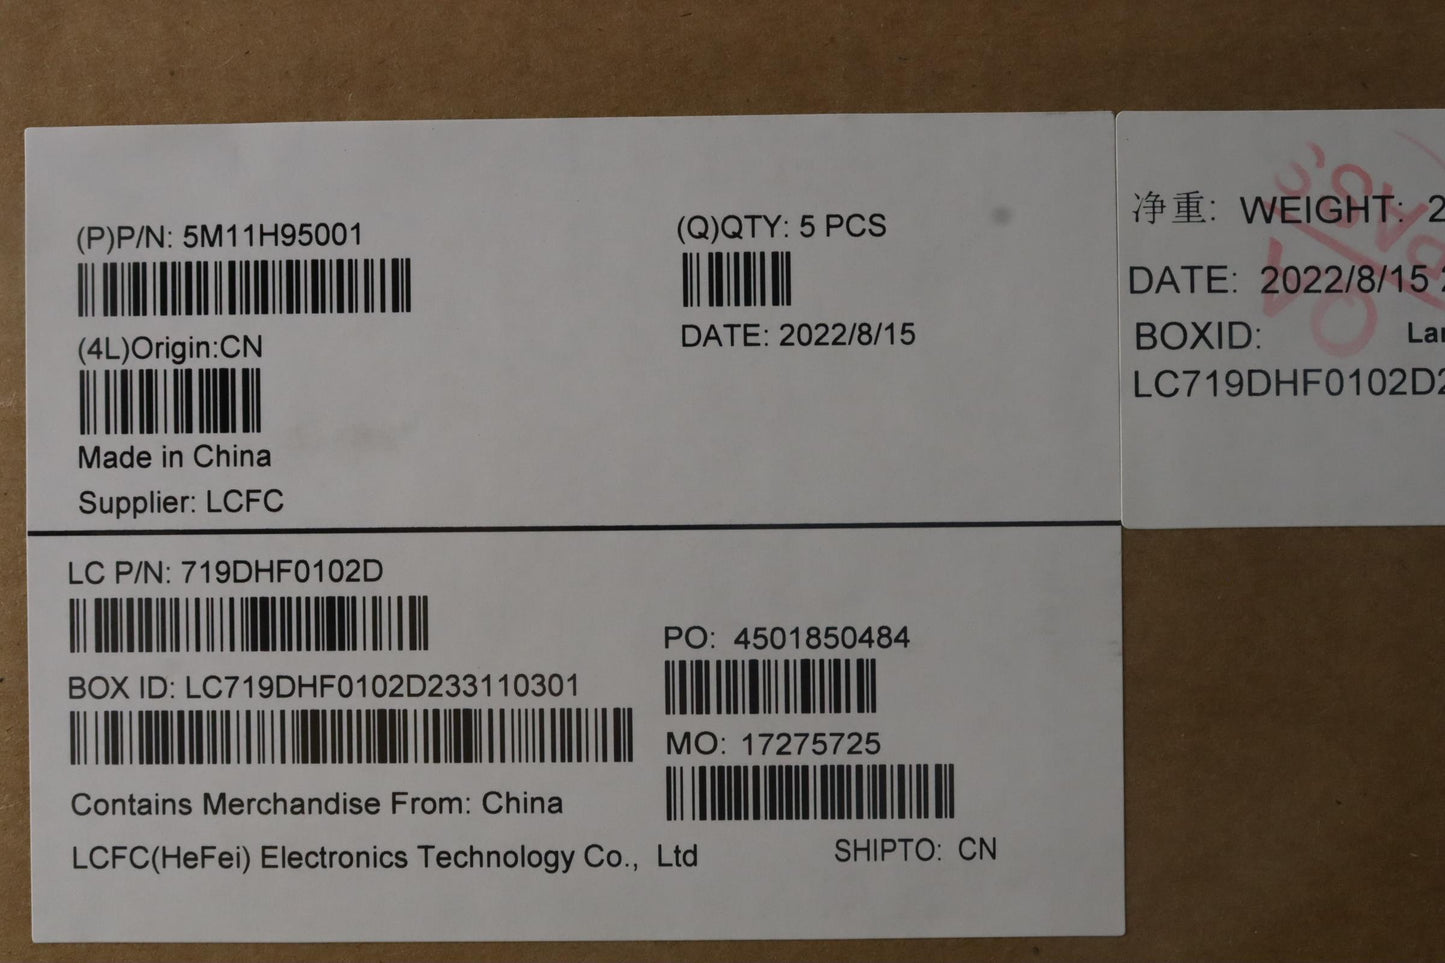 (P)P/N: 5M11H95001
(Q)QTY: 5 PCS
DATE: 2022/8/15
(4L)Origin:CN
Made in China
Supplier: LCFC
LC P/N: 719DHF0102D
BOX ID: LC719DHF0102D233110301
PO: 4501850484
MO: 17275725
Contains Merchandise From: China
LCFC(HeFei) Electronics Technology Co., Ltd
SHIPTO: CN
净重: WEIGHT: 2
DATE: 2022/8/15
BOXID:
LC719DHF0102D2